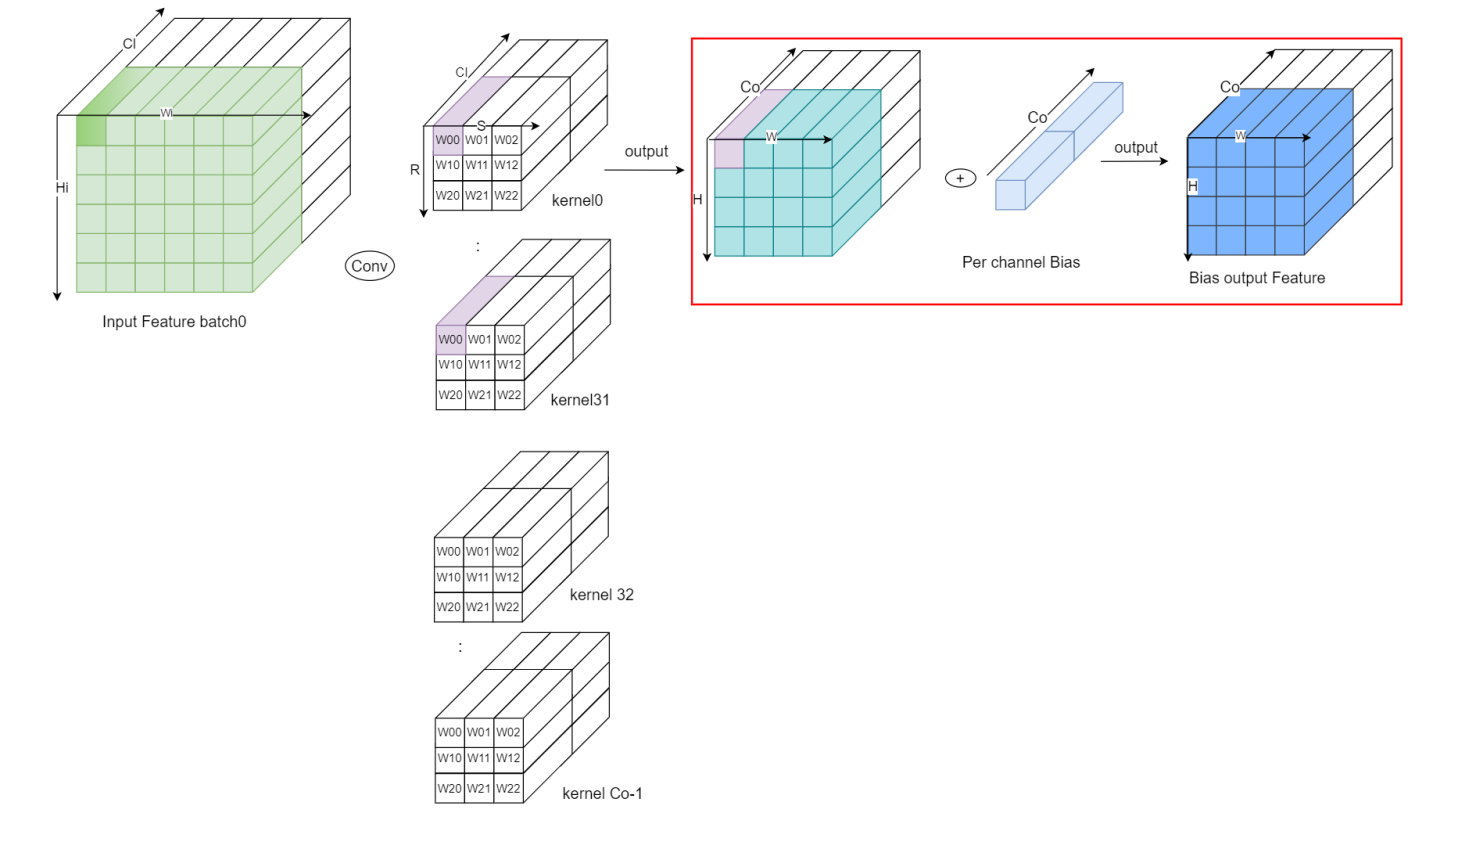 CI
Wi
Hi
Input Feature batch0
Conv
CI
S
R
W00 W01 W02
W10 W11 W12
W20 W21 W22
kernel0
:
W00 W01 W02
W10 W11 W12
W20 W21 W22
kernel31
W00 W01 W02
W10 W11 W12
W20 W21 W22
kernel 32
:
W00 W01 W02
W10 W11 W12
W20 W21 W22
kernel Co-1
output
Co
W
H
+
Co
Per channel Bias
output
Co
W
H
Bias output Feature